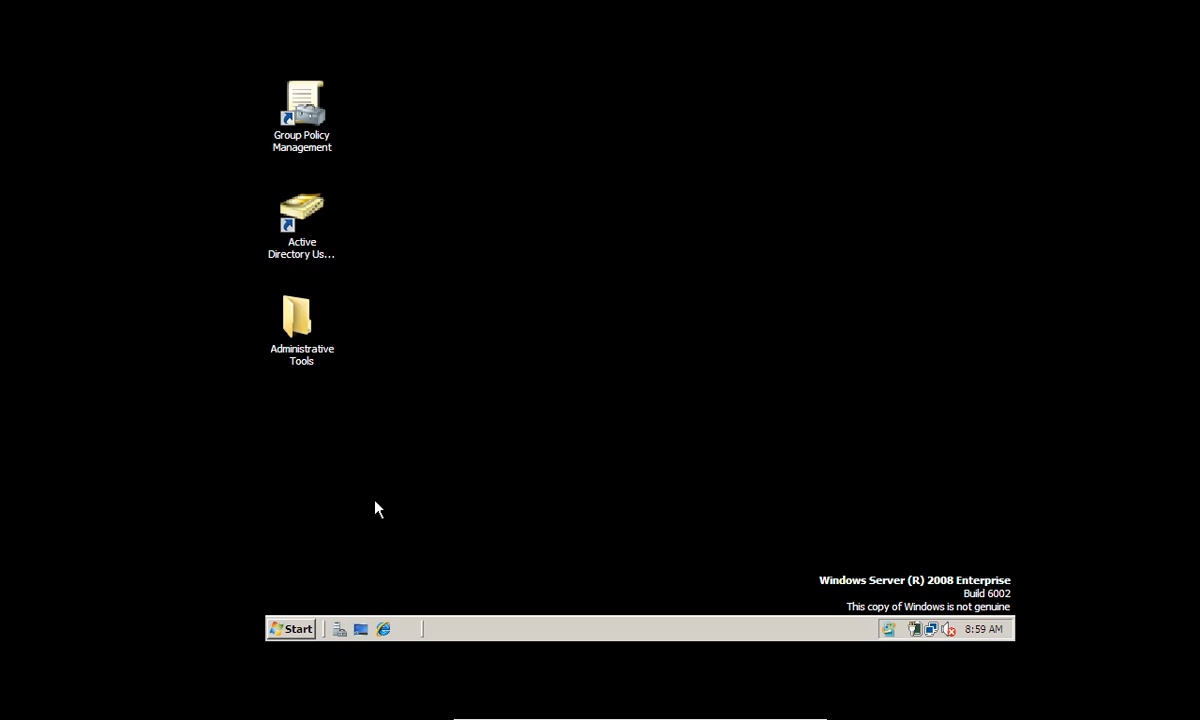 Group Policy
Management
Active
Directory Us...
Administrative
Tools
Windows Server (R) 2008 Enterprise
Build 6002
This copy of Windows is not genuine
Start
8:59 AM